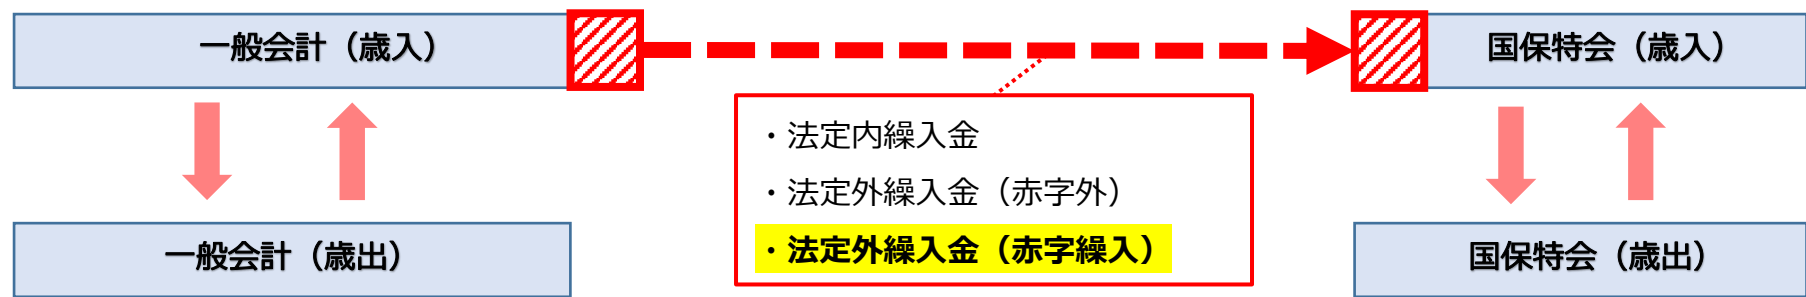 一般会計（歳入）
国保特会（歳入）
・法定内繰入金
・法定外繰入金（赤字外）
・法定外繰入金（赤字繰入）
一般会計（歳出）
国保特会（歳出）